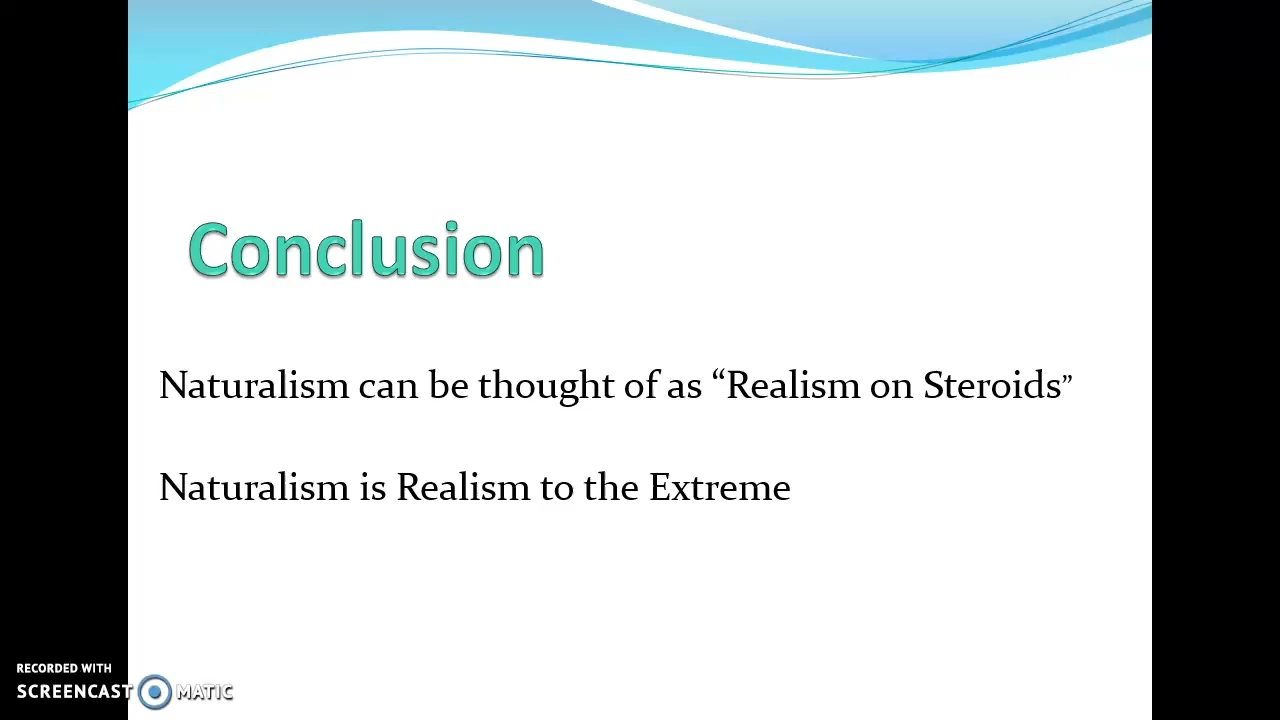 Conclusion
Naturalism can be thought of as “Realism on Steroids”
Naturalism is Realism to the Extreme
RECORDED WITH
SCREENCAST MATIC